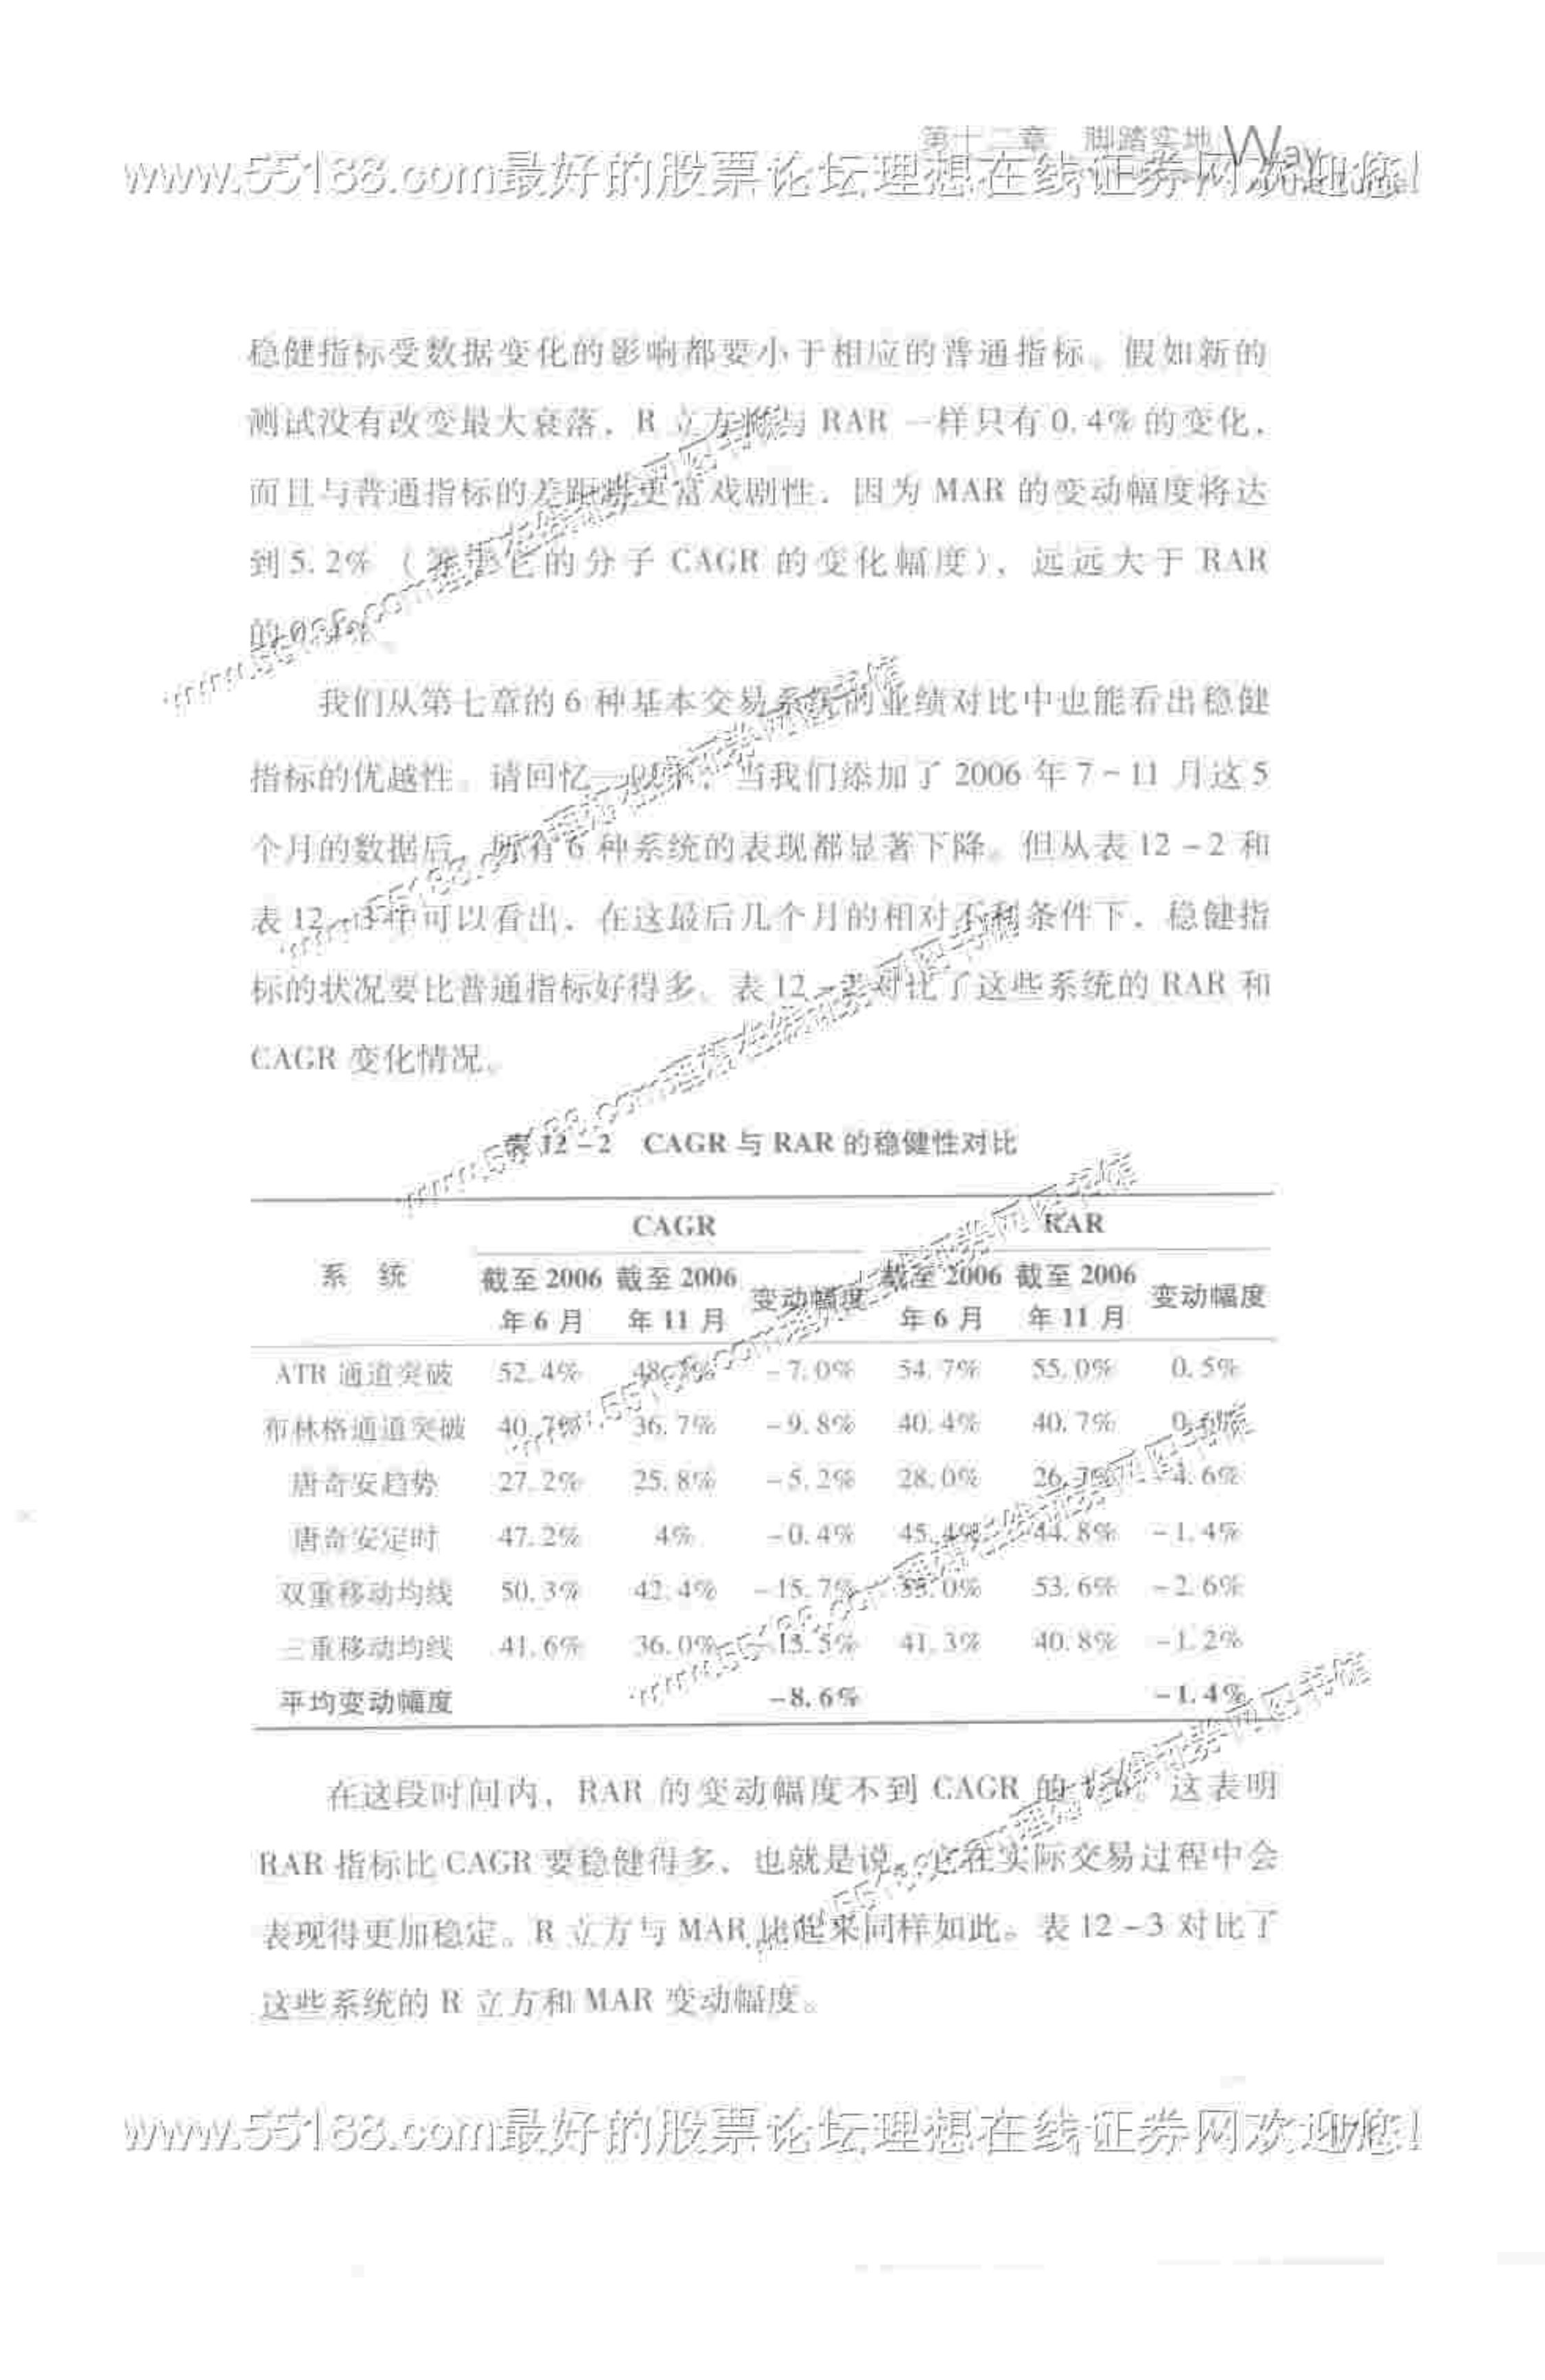 第十二章 脚踏实地 Way
www.55188.com最好的股票论坛理想在线证券网欢迎您!
稳健指标受数据变化的影响都要小于相应的普通指标。假如新的
测试没有改变最大衰落,R 立方将与 RAR 一样只有 0.4% 的变化,
而且与普通指标的差距将更富戏剧性,因为 MAR 的变动幅度将达
到 5.2%(等于它的分子 CAGR 的变化幅度),远远大于 RAR
的 0.4%。
我们从第七章的 6 种基本交易系统的业绩对比中也能看出稳健
指标的优越性。请回忆一下,当我们添加了 2006 年 7~11 月这 5
个月的数据后,所有 6 种系统的表现都显著下降。但从表 12-2 和
表 12-3 中可以看出,在这最后几个月的相对不利条件下,稳健指
标的状况要比普通指标好得多。表 12-2 对比了这些系统的 RAR 和
CAGR 变化情况。
表 12-2 CAGR 与 RAR 的稳健性对比
CAGR RAR
系 统 截至 2006 年 6 月 截至 2006 年 11 月 变动幅度 截至 2006 年 6 月 截至 2006 年 11 月 变动幅度
ATR 通道突破 52.4% -7.0% 54.7% 55.0% 0.5%
布林格通道突破 40.7% 36.7% -9.8% 40.4% 40.7%
唐奇安趋势 27.2% 25.8% -5.2% 28.0% 26.7% -4.6%
唐奇安定时 47.2% 4% -0.4% 45.4% 44.8% -1.4%
双重移动均线 50.3% 42.4% -15.7% 55.0% 53.6% -2.6%
三重移动均线 41.6% 36.0% -13.5% 41.3% 40.8% -1.2%
平均变动幅度 -8.6% -1.4%
在这段时间内,RAR 的变动幅度不到 CAGR 的 1/6。这表明
RAR 指标比 CAGR 要稳健得多,也就是说,它在实际交易过程中会
表现得更加稳定。R 立方与 MAR 比起来同样如此。表 12-3 对比了
这些系统的 R 立方和 MAR 变动幅度。
www.55188.com最好的股票论坛理想在线证券网欢迎您!